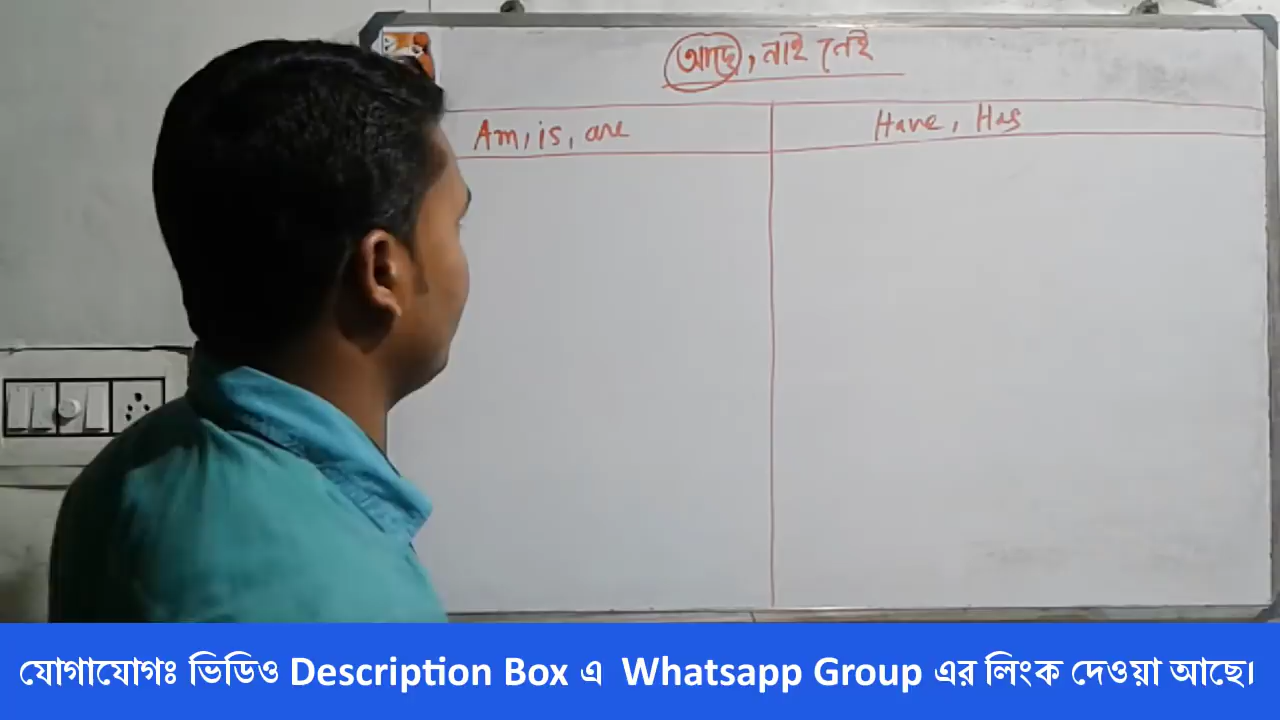 আছে, নাই নেই
Am, is, are
Have, Has
যোগাযোগঃ ভিডিও Description Box এ Whatsapp Group এর লিংক দেওয়া আছে।